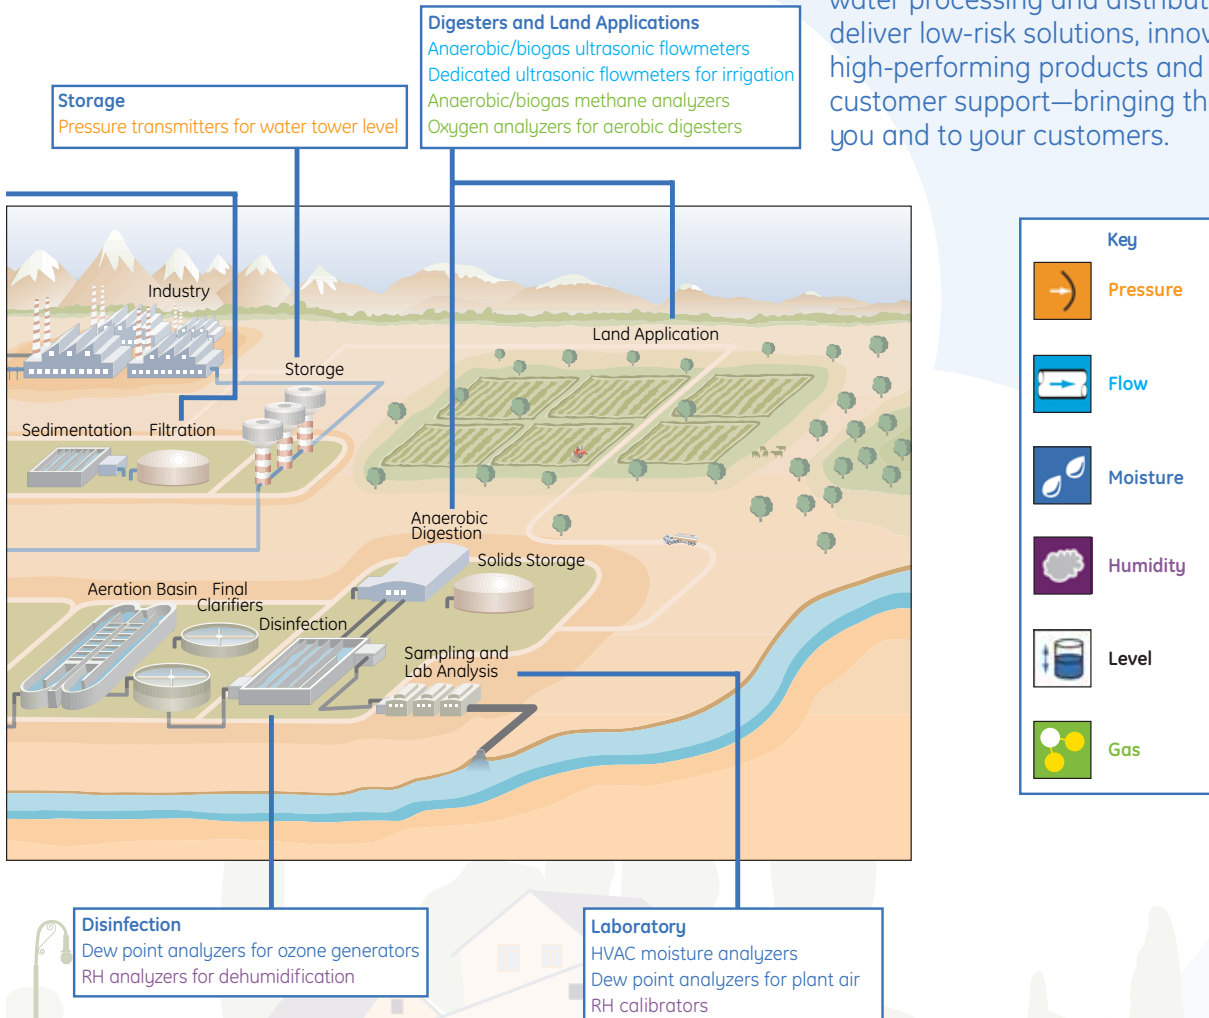 water processing and distribut
deliver low-risk solutions, innov
high-performing products and
customer support—bringing th
you and to your customers.
Digesters and Land Applications
Anaerobic/biogas ultrasonic flowmeters
Dedicated ultrasonic flowmeters for irrigation
Anaerobic/biogas methane analyzers
Oxygen analyzers for aerobic digesters
Storage
Pressure transmitters for water tower level
Industry
Land Application
Storage
Sedimentation
Filtration
Anaerobic
Digestion
Solids Storage
Aeration Basin
Final
Clarifiers
Disinfection
Sampling and
Lab Analysis
Key
Pressure
Flow
Moisture
Humidity
Level
Gas
Disinfection
Dew point analyzers for ozone generators
RH analyzers for dehumidification
Laboratory
HVAC moisture analyzers
Dew point analyzers for plant air
RH calibrators